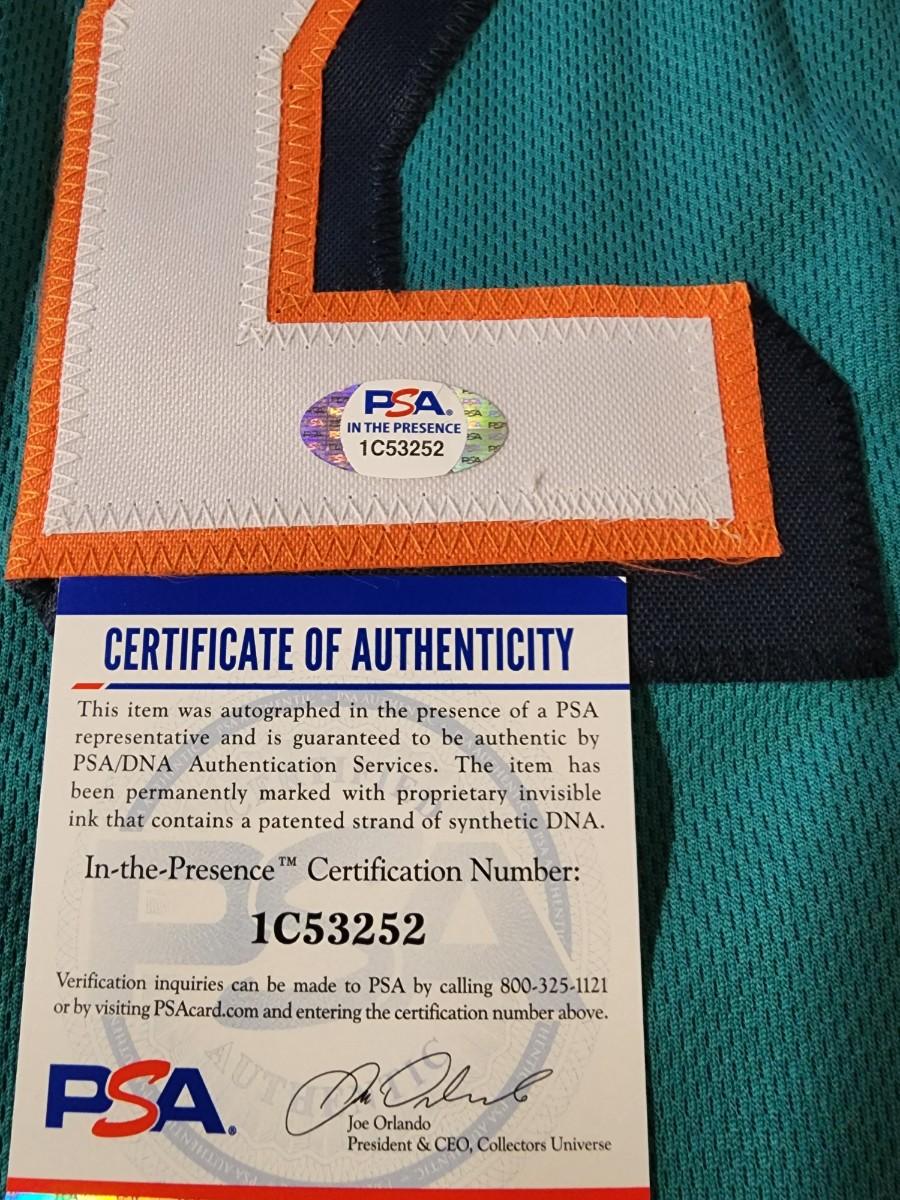 PSA®
IN THE PRESENCE
1C53252
CERTIFICATE OF AUTHENTICITY
This item was autographed in the presence of a PSA
representative and is guaranteed to be authentic by
PSA/DNA Authentication Services. The item has
been permanently marked with proprietary invisible
ink that contains a patented strand of synthetic DNA.
In-the-Presence™ Certification Number:
1C53252
Verification inquiries can be made to PSA by calling 800-325-1121
or by visiting PSAcard.com and entering the certification number above.
PSA®
Joe Orlando
President & CEO, Collectors Universe